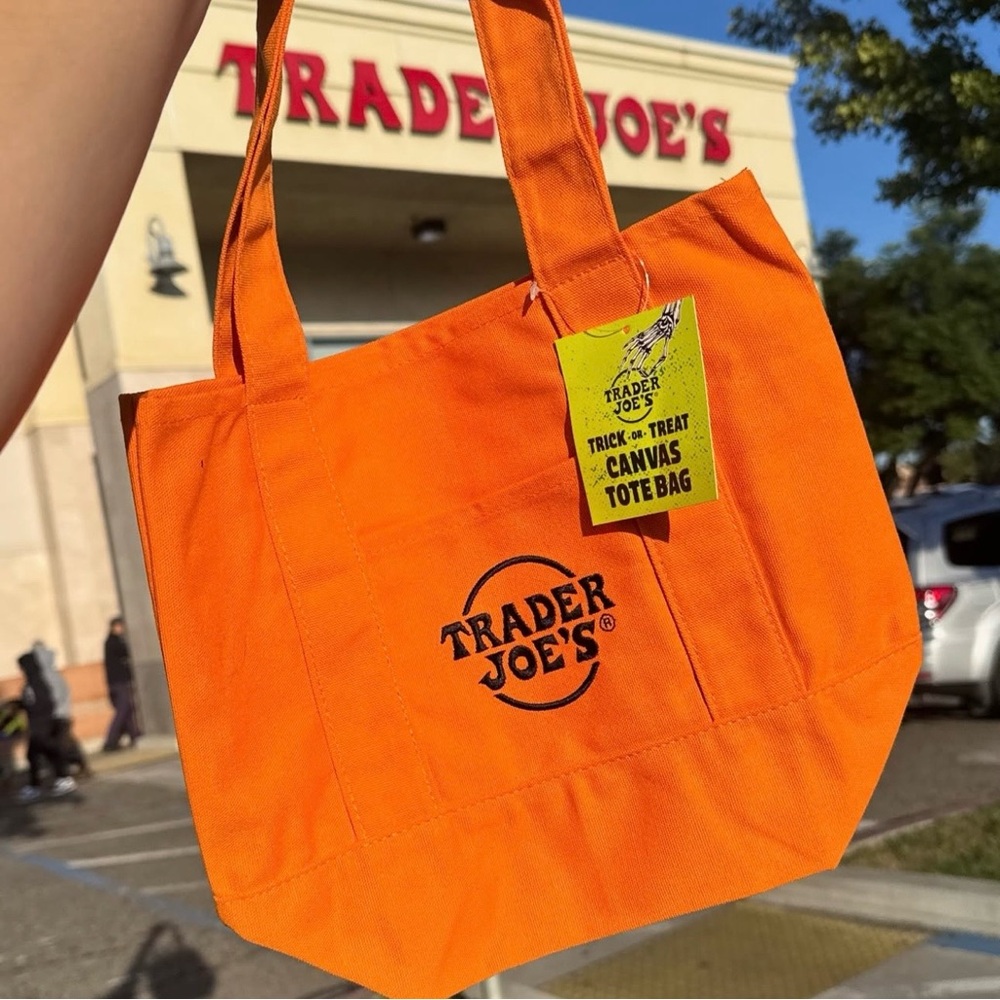 TRADER JOE'S
TRADER
JOE'S
TRICK -OR- TREAT
CANVAS
TOTE BAG
TRADER
JOE'S®